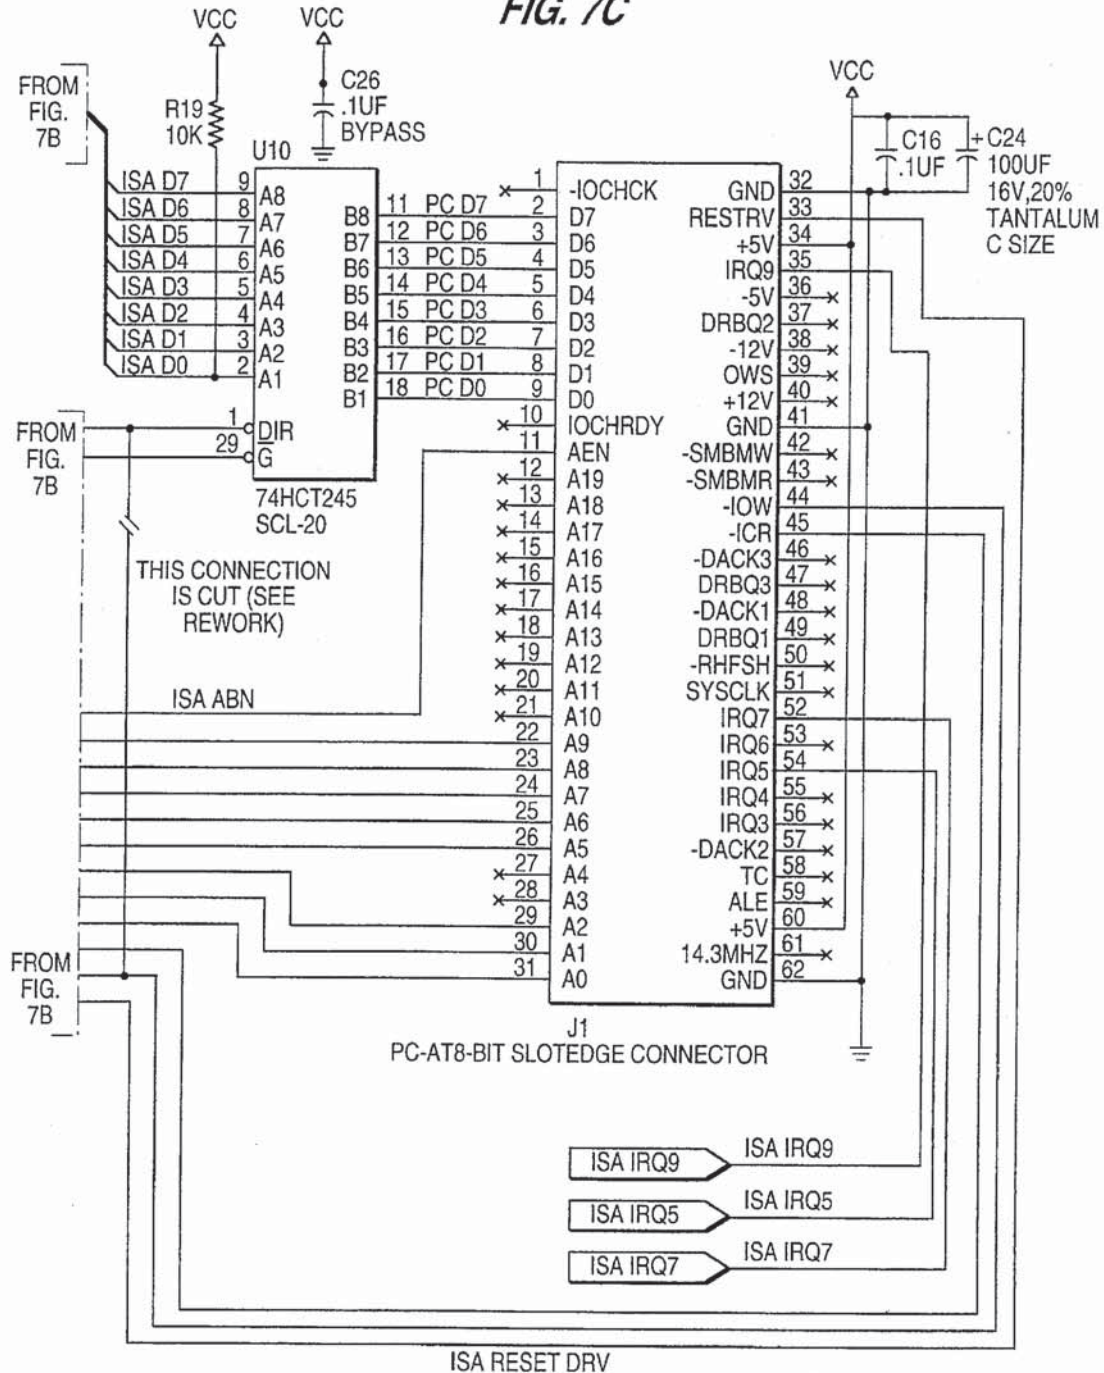 FIG. 7C
VCC
VCC
VCC
FROM
FIG.
7B
R19
10K
C26
.1UF
BYPASS
C16
.1UF
+C24
100UF
16V,20%
TANTALUM
C SIZE
U10
ISA D7 9 A8
ISA D6 8 A7
ISA D5 7 A6
ISA D4 6 A5
ISA D3 5 A4
ISA D2 4 A3
ISA D1 3 A2
ISA D0 2 A1
B8 11 PC D7
B7 12 PC D6
B6 13 PC D5
B5 14 PC D4
B4 15 PC D3
B3 16 PC D2
B2 17 PC D1
B1 18 PC D0
FROM
FIG.
7B
1 DIR
29 G
74HCT245
SCL-20
THIS CONNECTION
IS CUT (SEE
REWORK)
ISA ABN
1 -IOCHCK
2 D7
3 D6
4 D5
5 D4
6 D3
7 D2
8 D1
9 D0
10 IOCHRDY
11 AEN
12 A19
13 A18
14 A17
15 A16
16 A15
17 A14
18 A13
19 A12
20 A11
21 A10
22 A9
23 A8
24 A7
25 A6
26 A5
27 A4
28 A3
29 A2
30 A1
31 A0
GND 32
RESTRV 33
+5V 34
IRQ9 35
-5V 36
DRBQ2 37
-12V 38
OWS 39
+12V 40
GND 41
-SMBMW 42
-SMBMR 43
-IOW 44
-ICR 45
-DACK3 46
DRBQ3 47
-DACK1 48
DRBQ1 49
-RHFSH 50
SYSCLK 51
IRQ7 52
IRQ6 53
IRQ5 54
IRQ4 55
IRQ3 56
-DACK2 57
TC 58
ALE 59
+5V 60
14.3MHZ 61
GND 62
FROM
FIG.
7B
J1
PC-AT8-BIT SLOTEDGE CONNECTOR
ISA IRQ9 ISA IRQ9
ISA IRQ5 ISA IRQ5
ISA IRQ7 ISA IRQ7
ISA RESET DRV